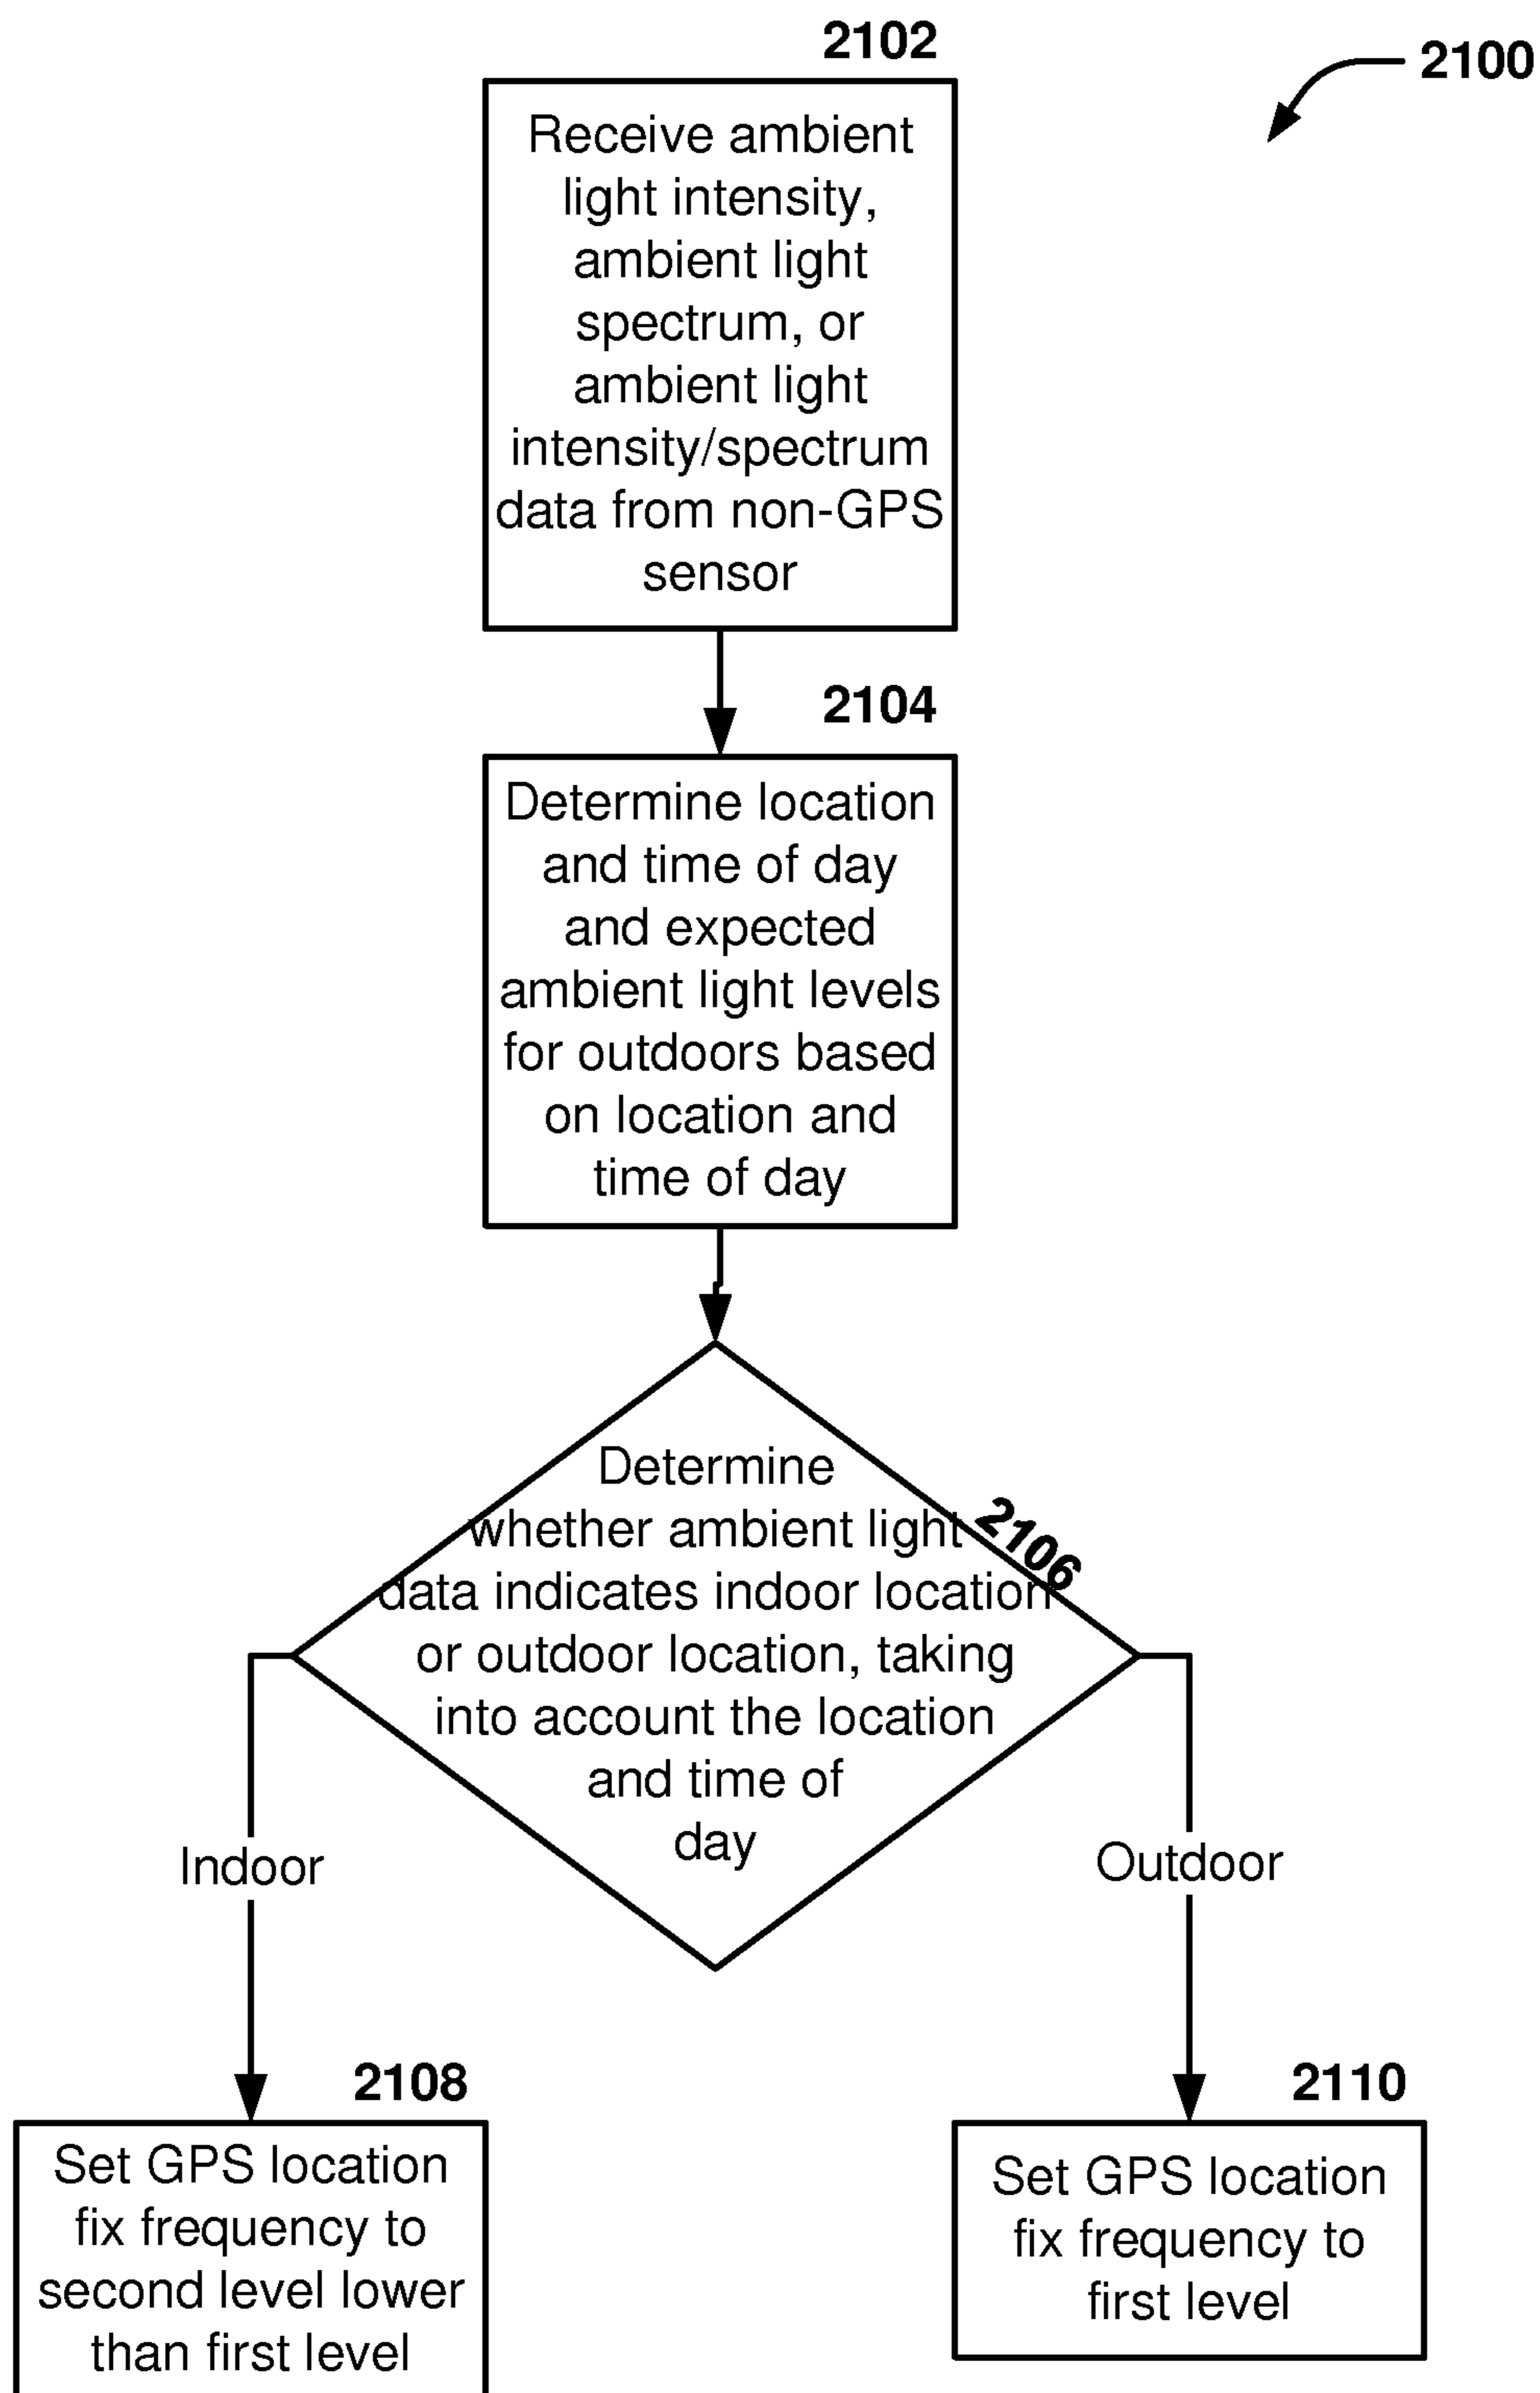 2102
2100
Receive ambient
light intensity,
ambient light
spectrum, or
ambient light
intensity/spectrum
data from non-GPS
sensor
2104
Determine location
and time of day
and expected
ambient light levels
for outdoors based
on location and
time of day
2106
Determine
whether ambient light
data indicates indoor location
or outdoor location, taking
into account the location
and time of
day
Indoor
Outdoor
2108
Set GPS location
fix frequency to
second level lower
than first level
2110
Set GPS location
fix frequency to
first level